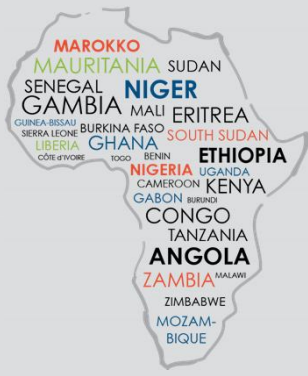 MAROKKO
MAURITANIA SUDAN
SENEGAL NIGER
GAMBIA MALI ERITREA
GUINEA-BISSAU BURKINA FASO SOUTH SUDAN
SIERRA LEONE GHANA
LIBERIA ETHIOPIA
CÔTE d'IVOIRE TOGO BENIN
NIGERIA UGANDA
CAMEROON KENYA
GABON BURUNDI
CONGO
TANZANIA
ANGOLA
ZAMBIA MALAWI
ZIMBABWE
MOZAM-
BIQUE